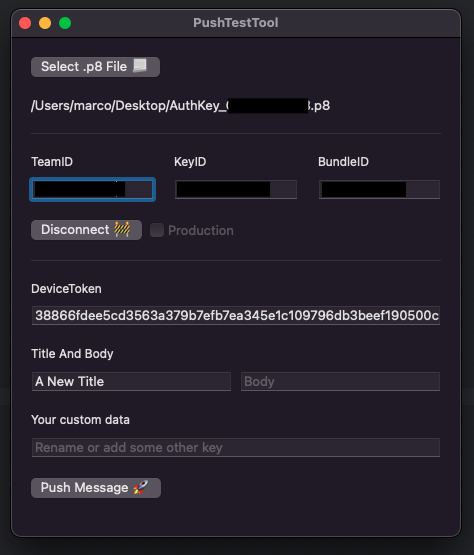 PushTestTool
Select .p8 File
/Users/marco/Desktop/AuthKey_ .p8
TeamID KeyID BundleID
Disconnect 🚧 Production
DeviceToken
38866fdee5cd3563a379b7efb7ea345e1c109796db3beef190500c
Title And Body
A New Title Body
Your custom data
Rename or add some other key
Push Message 🚀